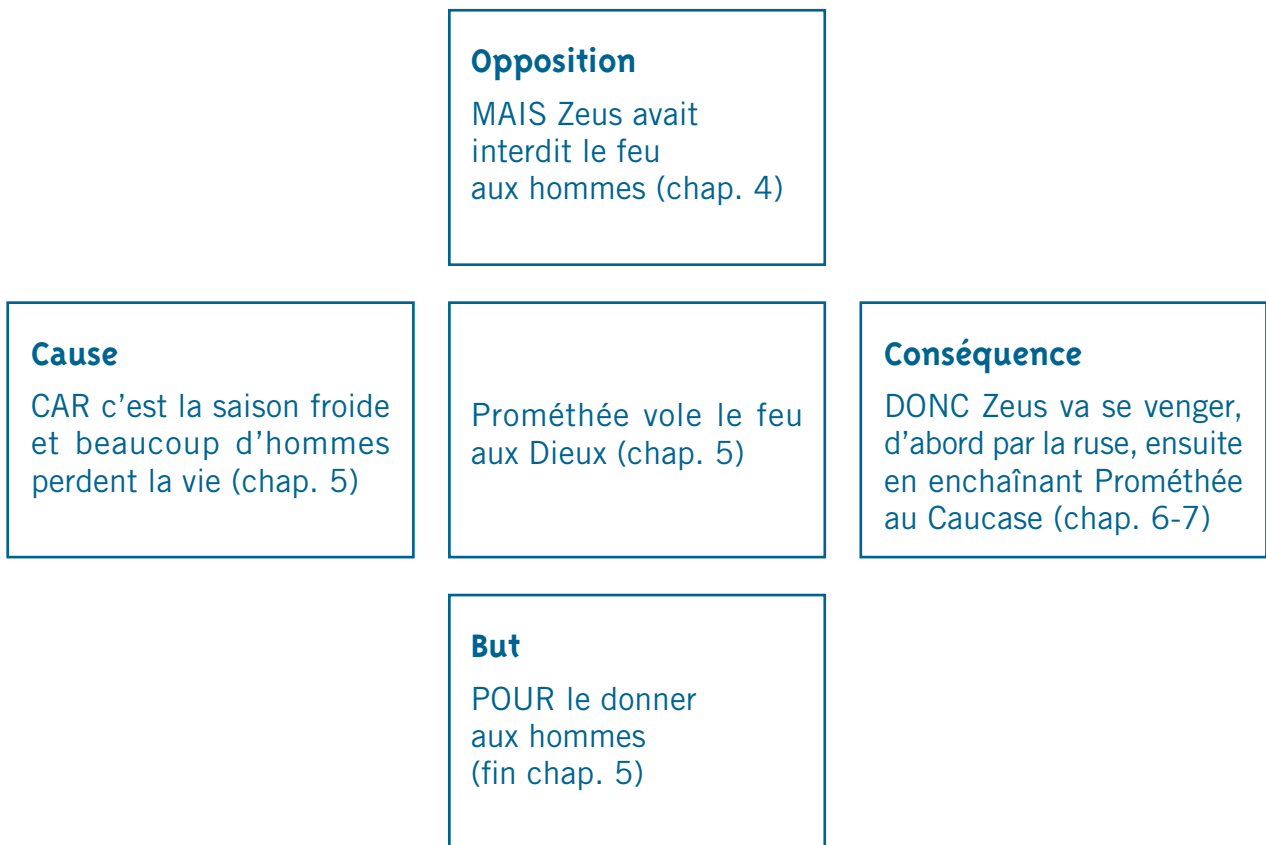 Opposition
MAIS Zeus avait
interdit le feu
aux hommes (chap. 4)
Cause
CAR c’est la saison froide
et beaucoup d’hommes
perdent la vie (chap. 5)
Prométhée vole le feu
aux Dieux (chap. 5)
Conséquence
DONC Zeus va se venger,
d’abord par la ruse, ensuite
en enchaînant Prométhée
au Caucase (chap. 6-7)
But
POUR le donner
aux hommes
(fin chap. 5)